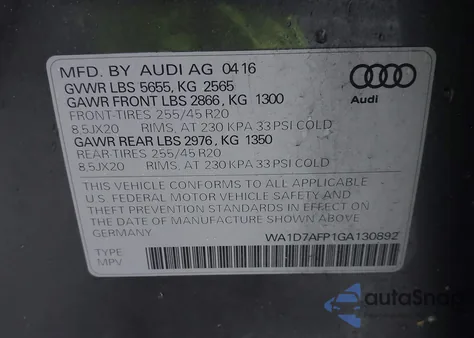 MFD. BY AUDI AG 04 16
GVWR LBS 5655, KG 2565
GAWR FRONT LBS 2866, KG 1300
FRONT-TIRES 255/45 R20
8,5JX20 RIMS, AT 230 KPA 33 PSI COLD
GAWR REAR LBS 2976, KG 1350
REAR-TIRES 255/45 R20
8,5JX20 RIMS, AT 230 KPA 33 PSI COLD
Audi
THIS VEHICLE CONFORMS TO ALL APPLICABLE
U.S. FEDERAL MOTOR VEHICLE SAFETY AND
THEFT PREVENTION STANDARDS IN EFFECT ON
THE DATE OF MANUFACTURE SHOWN ABOVE.
GERMANY
WA1D7AFP1GA130892
TYPE
MPV
autoSnap